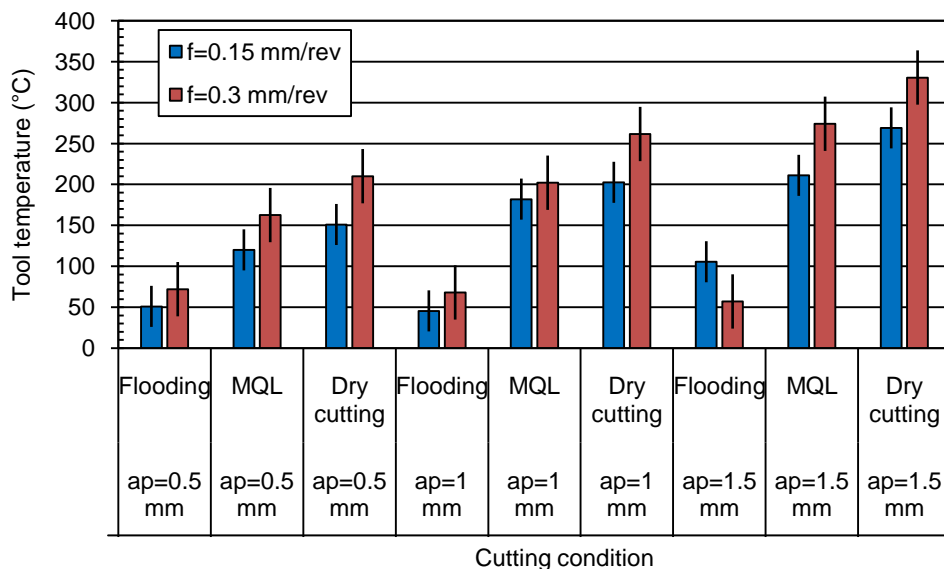 400
350
300
250
200
150
100
50
0
Tool temperature (°C)
f=0.15 mm/rev
f=0.3 mm/rev
Flooding MQL Dry Flooding MQL Dry Flooding MQL Dry
cutting cutting cutting
ap=0.5 ap=0.5 ap=0.5 ap=1 ap=1 ap=1 ap=1.5 ap=1.5 ap=1.5
mm mm mm mm mm mm mm mm mm
Cutting condition